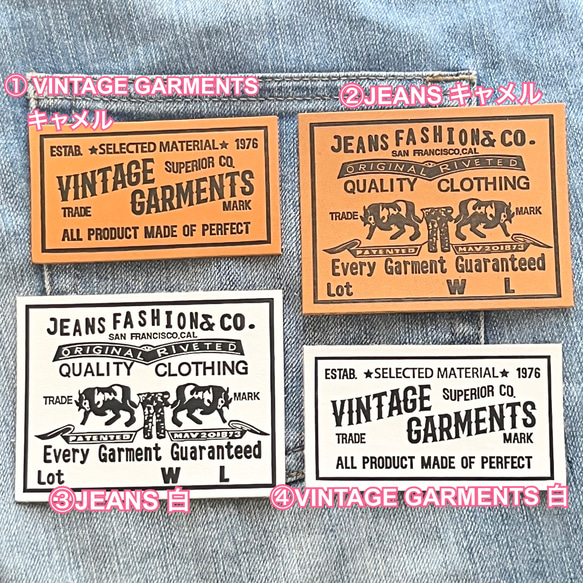 ① VINTAGE GARMENTS
キャメル
ESTAB. ★SELECTED MATERIAL★ 1976
SUPERIOR CO.
VINTAGE
GARMENTS
TRADE MARK
ALL PRODUCT MADE OF PERFECT
②JEANS キャメル
JEANS FASHION & CO.
SAN FRANCISCO,CAL
ORIGINAL RIVETED
QUALITY CLOTHING
TRADE MARK
PATENTED MAY 20 1873
Every Garment Guaranteed
Lot W L
JEANS FASHION & CO.
SAN FRANCISCO,CAL
ORIGINAL RIVETED
QUALITY CLOTHING
TRADE MARK
PATENTED MAY 20 1873
Every Garment Guaranteed
Lot W L
③JEANS 白
ESTAB. ★SELECTED MATERIAL★ 1976
SUPERIOR CO.
VINTAGE
GARMENTS
TRADE MARK
ALL PRODUCT MADE OF PERFECT
④VINTAGE GARMENTS 白